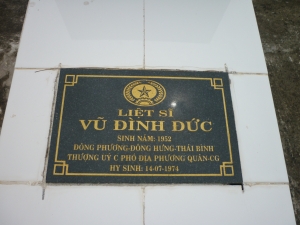 LIỆT SĨ
VŨ ĐÌNH ĐỨC
SINH NĂM: 1952
ĐÔNG PHƯƠNG-ĐÔNG HƯNG-THÁI BÌNH
THƯỢNG UÝ C PHÓ ĐỊA PHƯƠNG QUÂN-CG
HY SINH: 14-07-1974